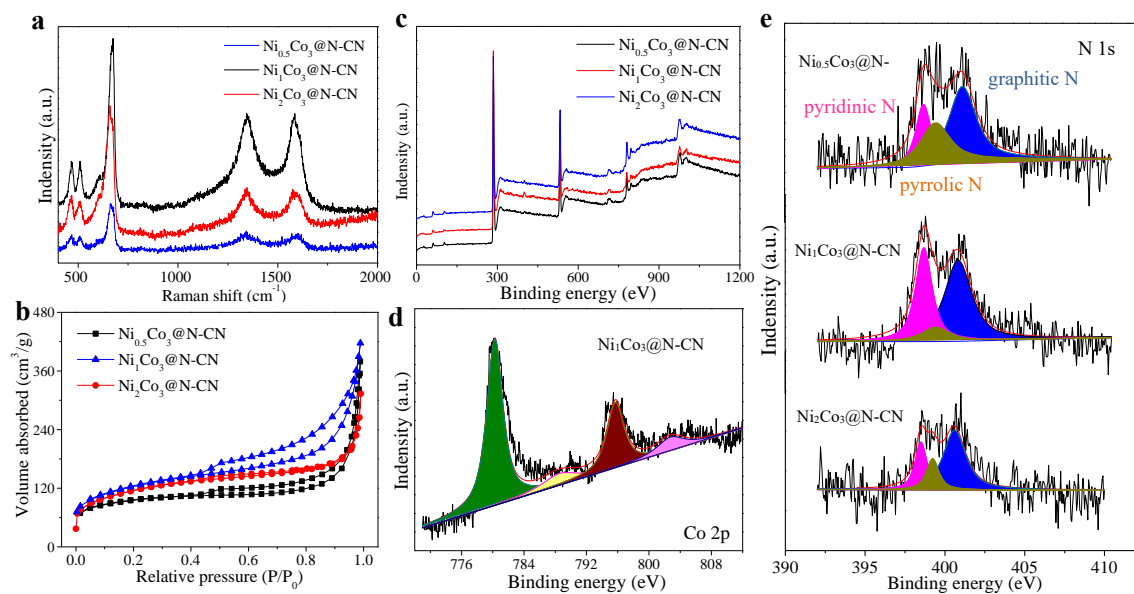 a
Ni0.5Co3@N-CN
Ni1Co3@N-CN
Ni2Co3@N-CN
Indensity (a.u.)
500 750 1000 1250 1500 1750 2000
Raman shift (cm-1)
b
Ni0.5Co3@N-CN
Ni1Co3@N-CN
Ni2Co3@N-CN
Volume absorbed (cm3/g)
480
360
240
120
0
0.0 0.2 0.4 0.6 0.8 1.0
Relative pressure (P/P0)
c
Ni0.5Co3@N-CN
Ni1Co3@N-CN
Ni2Co3@N-CN
Indensity (a.u.)
0 300 600 900 1200
Binding energy (eV)
d
Ni1Co3@N-CN
Indensity (a.u.)
Co 2p
776 784 792 800 808
Binding energy (eV)
e
N 1s
Ni0.5Co3@N-
graphitic N
pyridinic N
pyrrolic N
Ni1Co3@N-CN
Ni2Co3@N-CN
Indensity (a.u.)
390 395 400 405 410
Binding energy (eV)